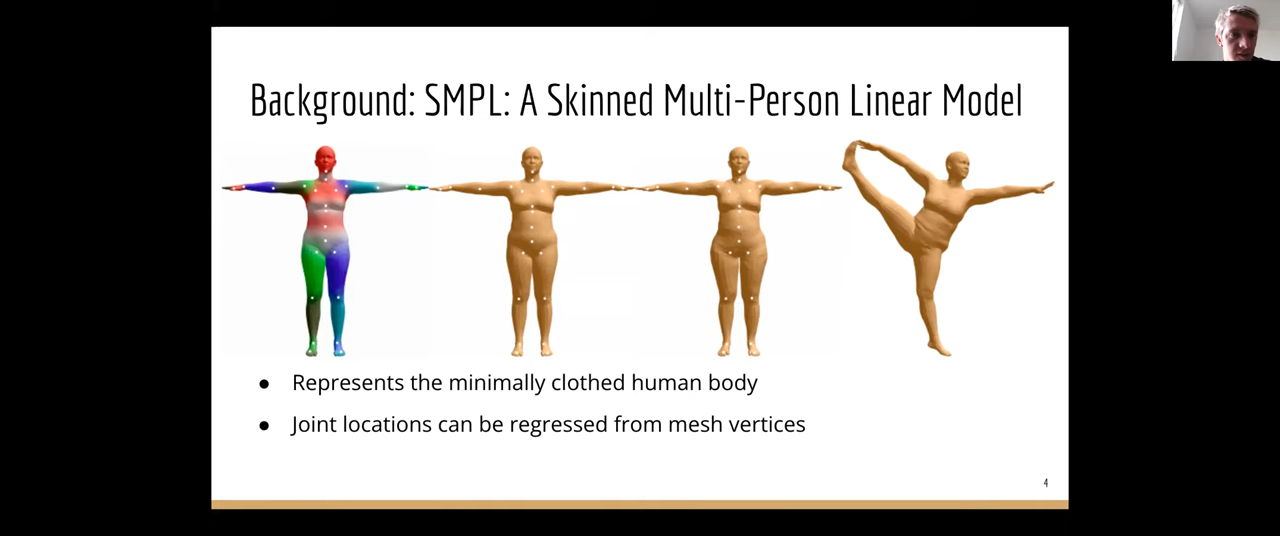 Background: SMPL: A Skinned Multi-Person Linear Model
● Represents the minimally clothed human body
● Joint locations can be regressed from mesh vertices
4